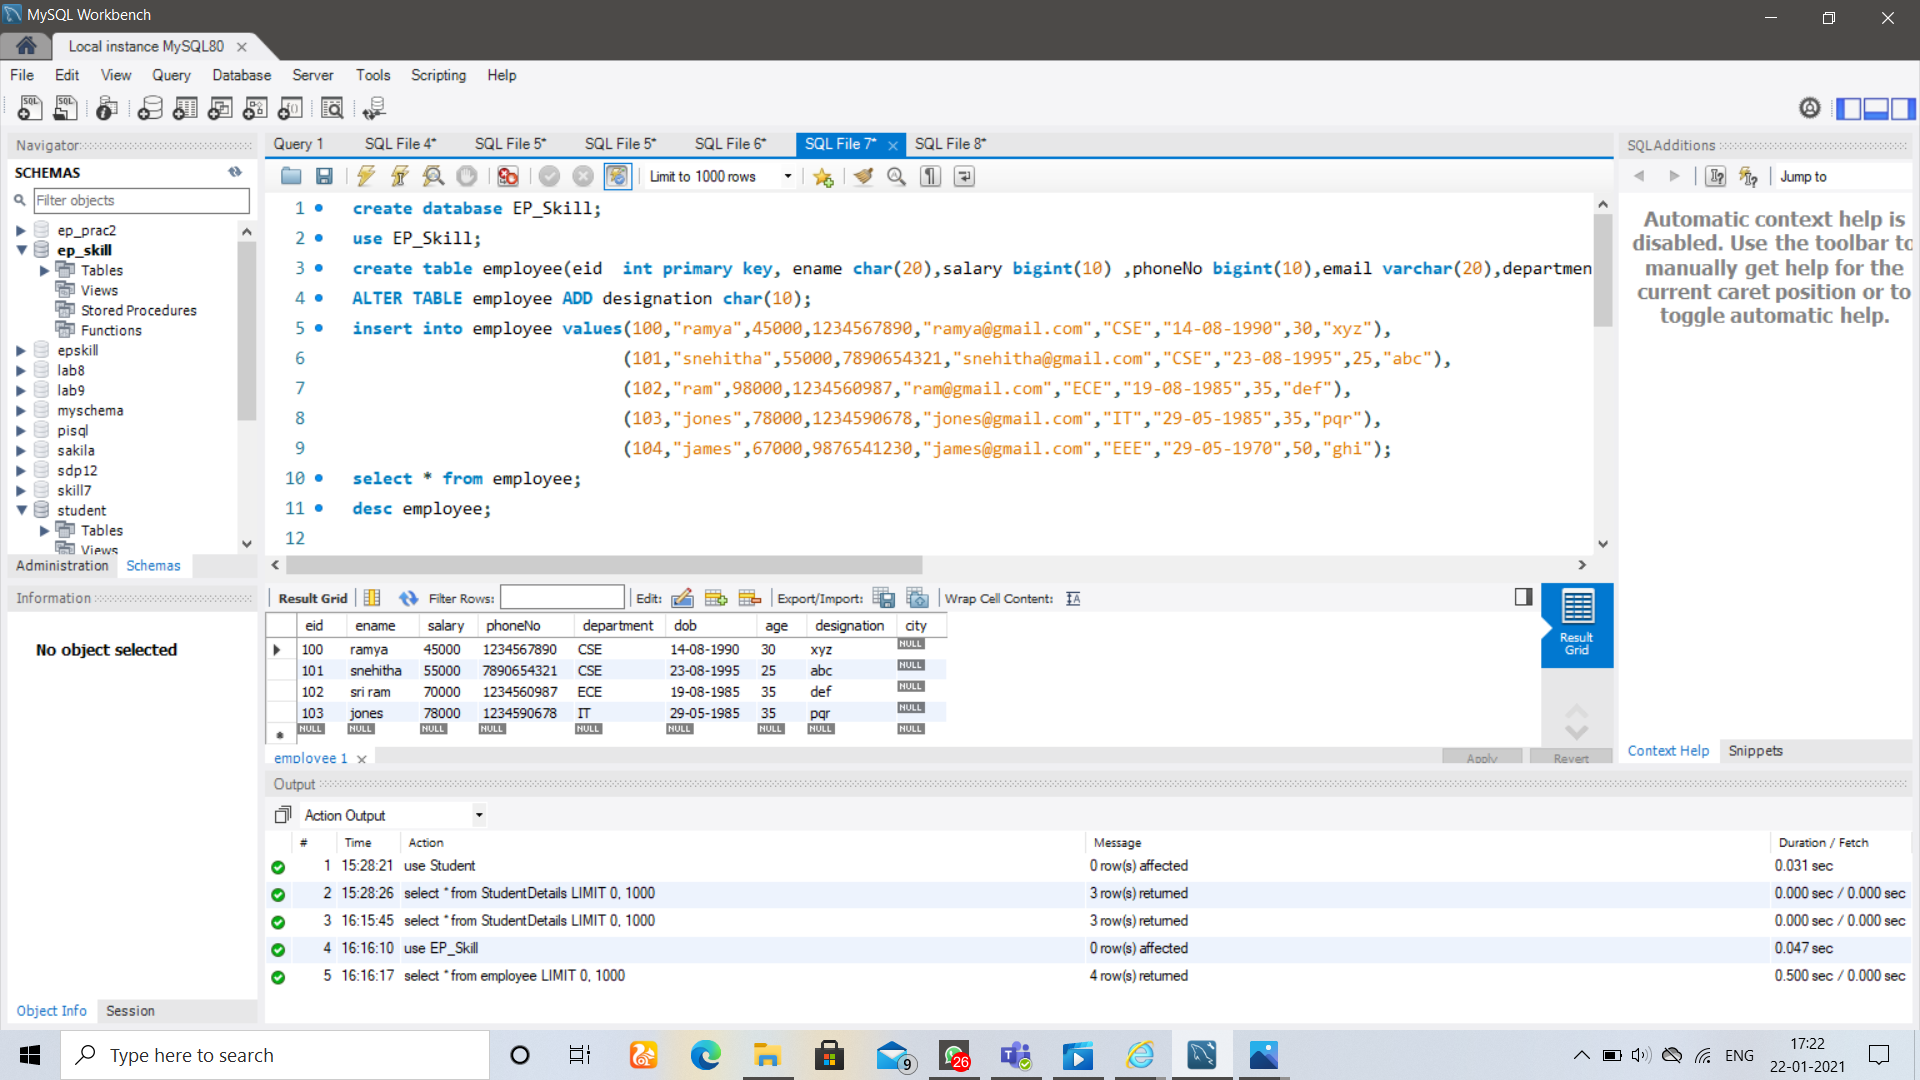 MySQL Workbench
Local instance MySQL80
File Edit View Query Database Server Tools Scripting Help
Navigator
SCHEMAS
Filter objects
ep_prac2
ep_skill
Tables
Views
Stored Procedures
Functions
epskill
lab8
lab9
myschema
pisql
sakila
sdp12
skill7
student
Tables
Views
Administration Schemas
Information
No object selected
Object Info Session
Query 1 SQL File 4* SQL File 5* SQL File 5* SQL File 6* SQL File 7* SQL File 8*
Limit to 1000 rows
1 create database EP_Skill;
2 use EP_Skill;
3 create table employee(eid  int primary key, ename char(20),salary bigint(10) ,phoneNo bigint(10),email varchar(20),departmen
4 ALTER TABLE employee ADD designation char(10);
5 insert into employee values(100,"ramya",45000,1234567890,"ramya@gmail.com","CSE","14-08-1990",30,"xyz"),
6 (101,"snehitha",55000,7890654321,"snehitha@gmail.com","CSE","23-08-1995",25,"abc"),
7 (102,"ram",98000,1234560987,"ram@gmail.com","ECE","19-08-1985",35,"def"),
8 (103,"jones",78000,1234590678,"jones@gmail.com","IT","29-05-1985",35,"pqr"),
9 (104,"james",67000,9876541230,"james@gmail.com","EEE","29-05-1970",50,"ghi");
10 select * from employee;
11 desc employee;
12
Result Grid Filter Rows: Edit: Export/Import: Wrap Cell Content:
eid ename salary phoneNo department dob age designation city
100 ramya 45000 1234567890 CSE 14-08-1990 30 xyz NULL
101 snehitha 55000 7890654321 CSE 23-08-1995 25 abc NULL
102 sri ram 70000 1234560987 ECE 19-08-1985 35 def NULL
103 jones 78000 1234590678 IT 29-05-1985 35 pqr NULL
NULL NULL NULL NULL NULL NULL NULL NULL NULL
Result
Grid
employee 1 Apply Revert
SQLAdditions
Jump to
Automatic context help is
disabled. Use the toolbar to
manually get help for the
current caret position or to
toggle automatic help.
Context Help Snippets
Output
Action Output
# Time Action Message Duration / Fetch
1 15:28:21 use Student 0 row(s) affected 0.031 sec
2 15:28:26 select * from StudentDetails LIMIT 0, 1000 3 row(s) returned 0.000 sec / 0.000 sec
3 16:15:45 select * from StudentDetails LIMIT 0, 1000 3 row(s) returned 0.000 sec / 0.000 sec
4 16:16:10 use EP_Skill 0 row(s) affected 0.047 sec
5 16:16:17 select * from employee LIMIT 0, 1000 4 row(s) returned 0.500 sec / 0.000 sec
Type here to search
9
26
ENG
17:22
22-01-2021